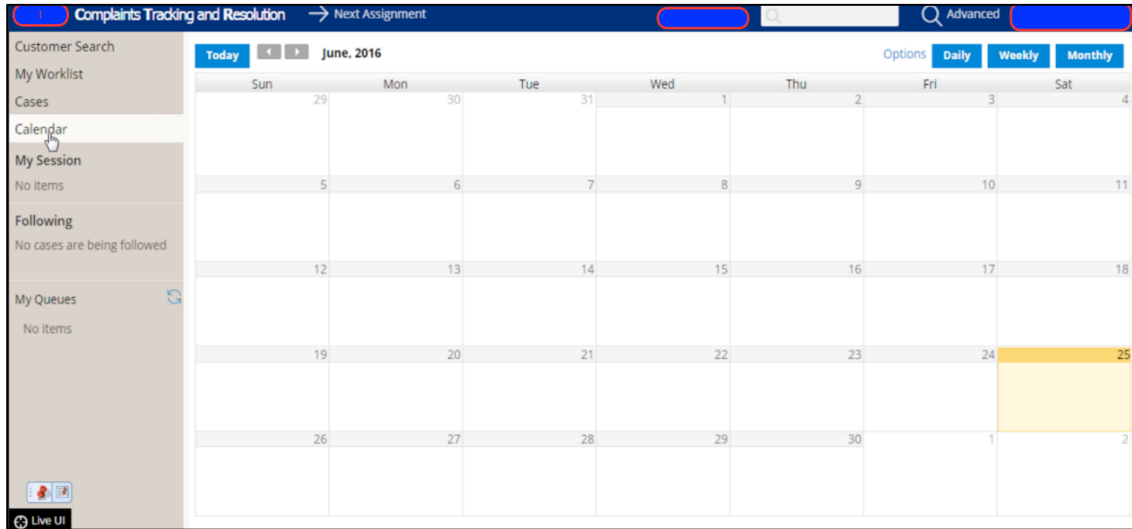 Complaints Tracking and Resolution → Next Assignment Advanced
Customer Search
My Worklist
Cases
Calendar
My Session
No items
Following
No cases are being followed
My Queues
No items
Live UI
Today June, 2016 Options Daily Weekly Monthly
Sun Mon Tue Wed Thu Fri Sat
29 30 31 1 2 3 4
5 6 7 8 9 10 11
12 13 14 15 16 17 18
19 20 21 22 23 24 25
26 27 28 29 30 1 2